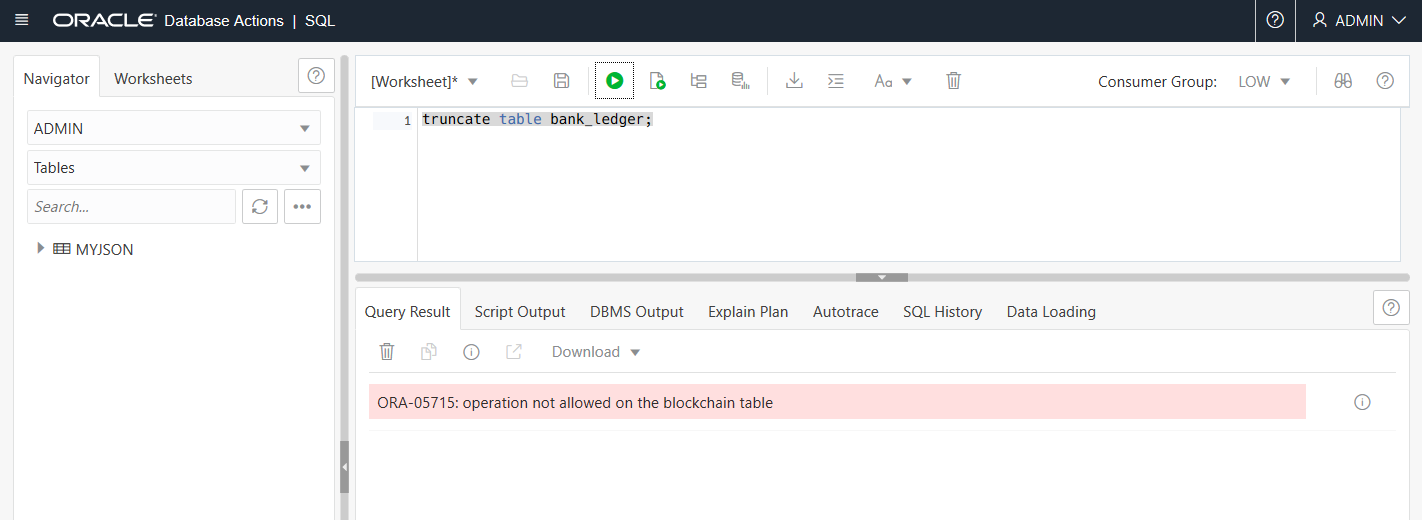 ORACLE Database Actions | SQL
ADMIN
Navigator
Worksheets
ADMIN
Tables
Search...
MYJSON
[Worksheet]*
Aa
Consumer Group: LOW
1 truncate table bank_ledger;
Query Result
Script Output
DBMS Output
Explain Plan
Autotrace
SQL History
Data Loading
Download
ORA-05715: operation not allowed on the blockchain table